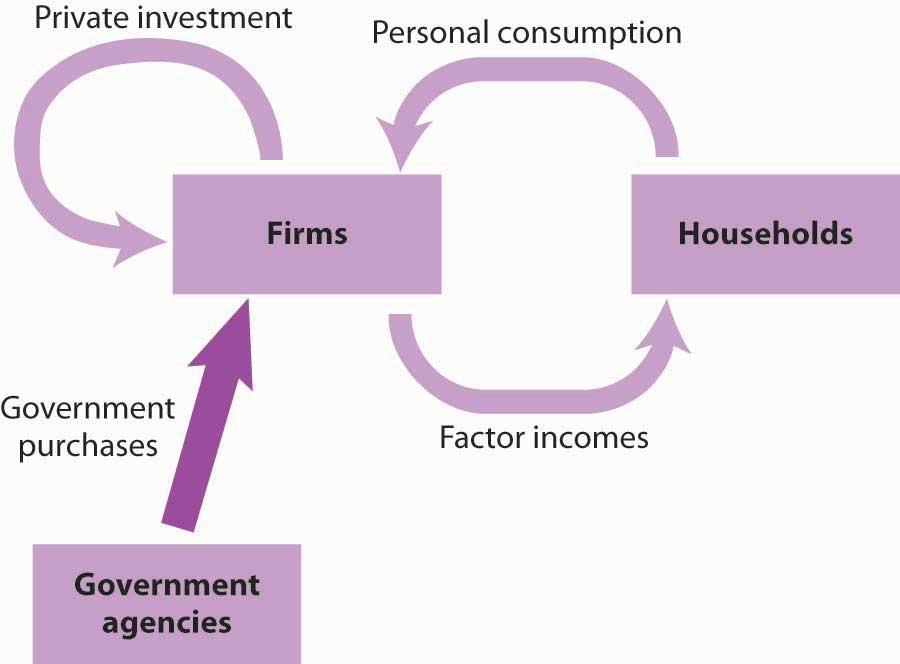 Private investment
Personal consumption
Firms
Households
Government
purchases
Factor incomes
Government
agencies